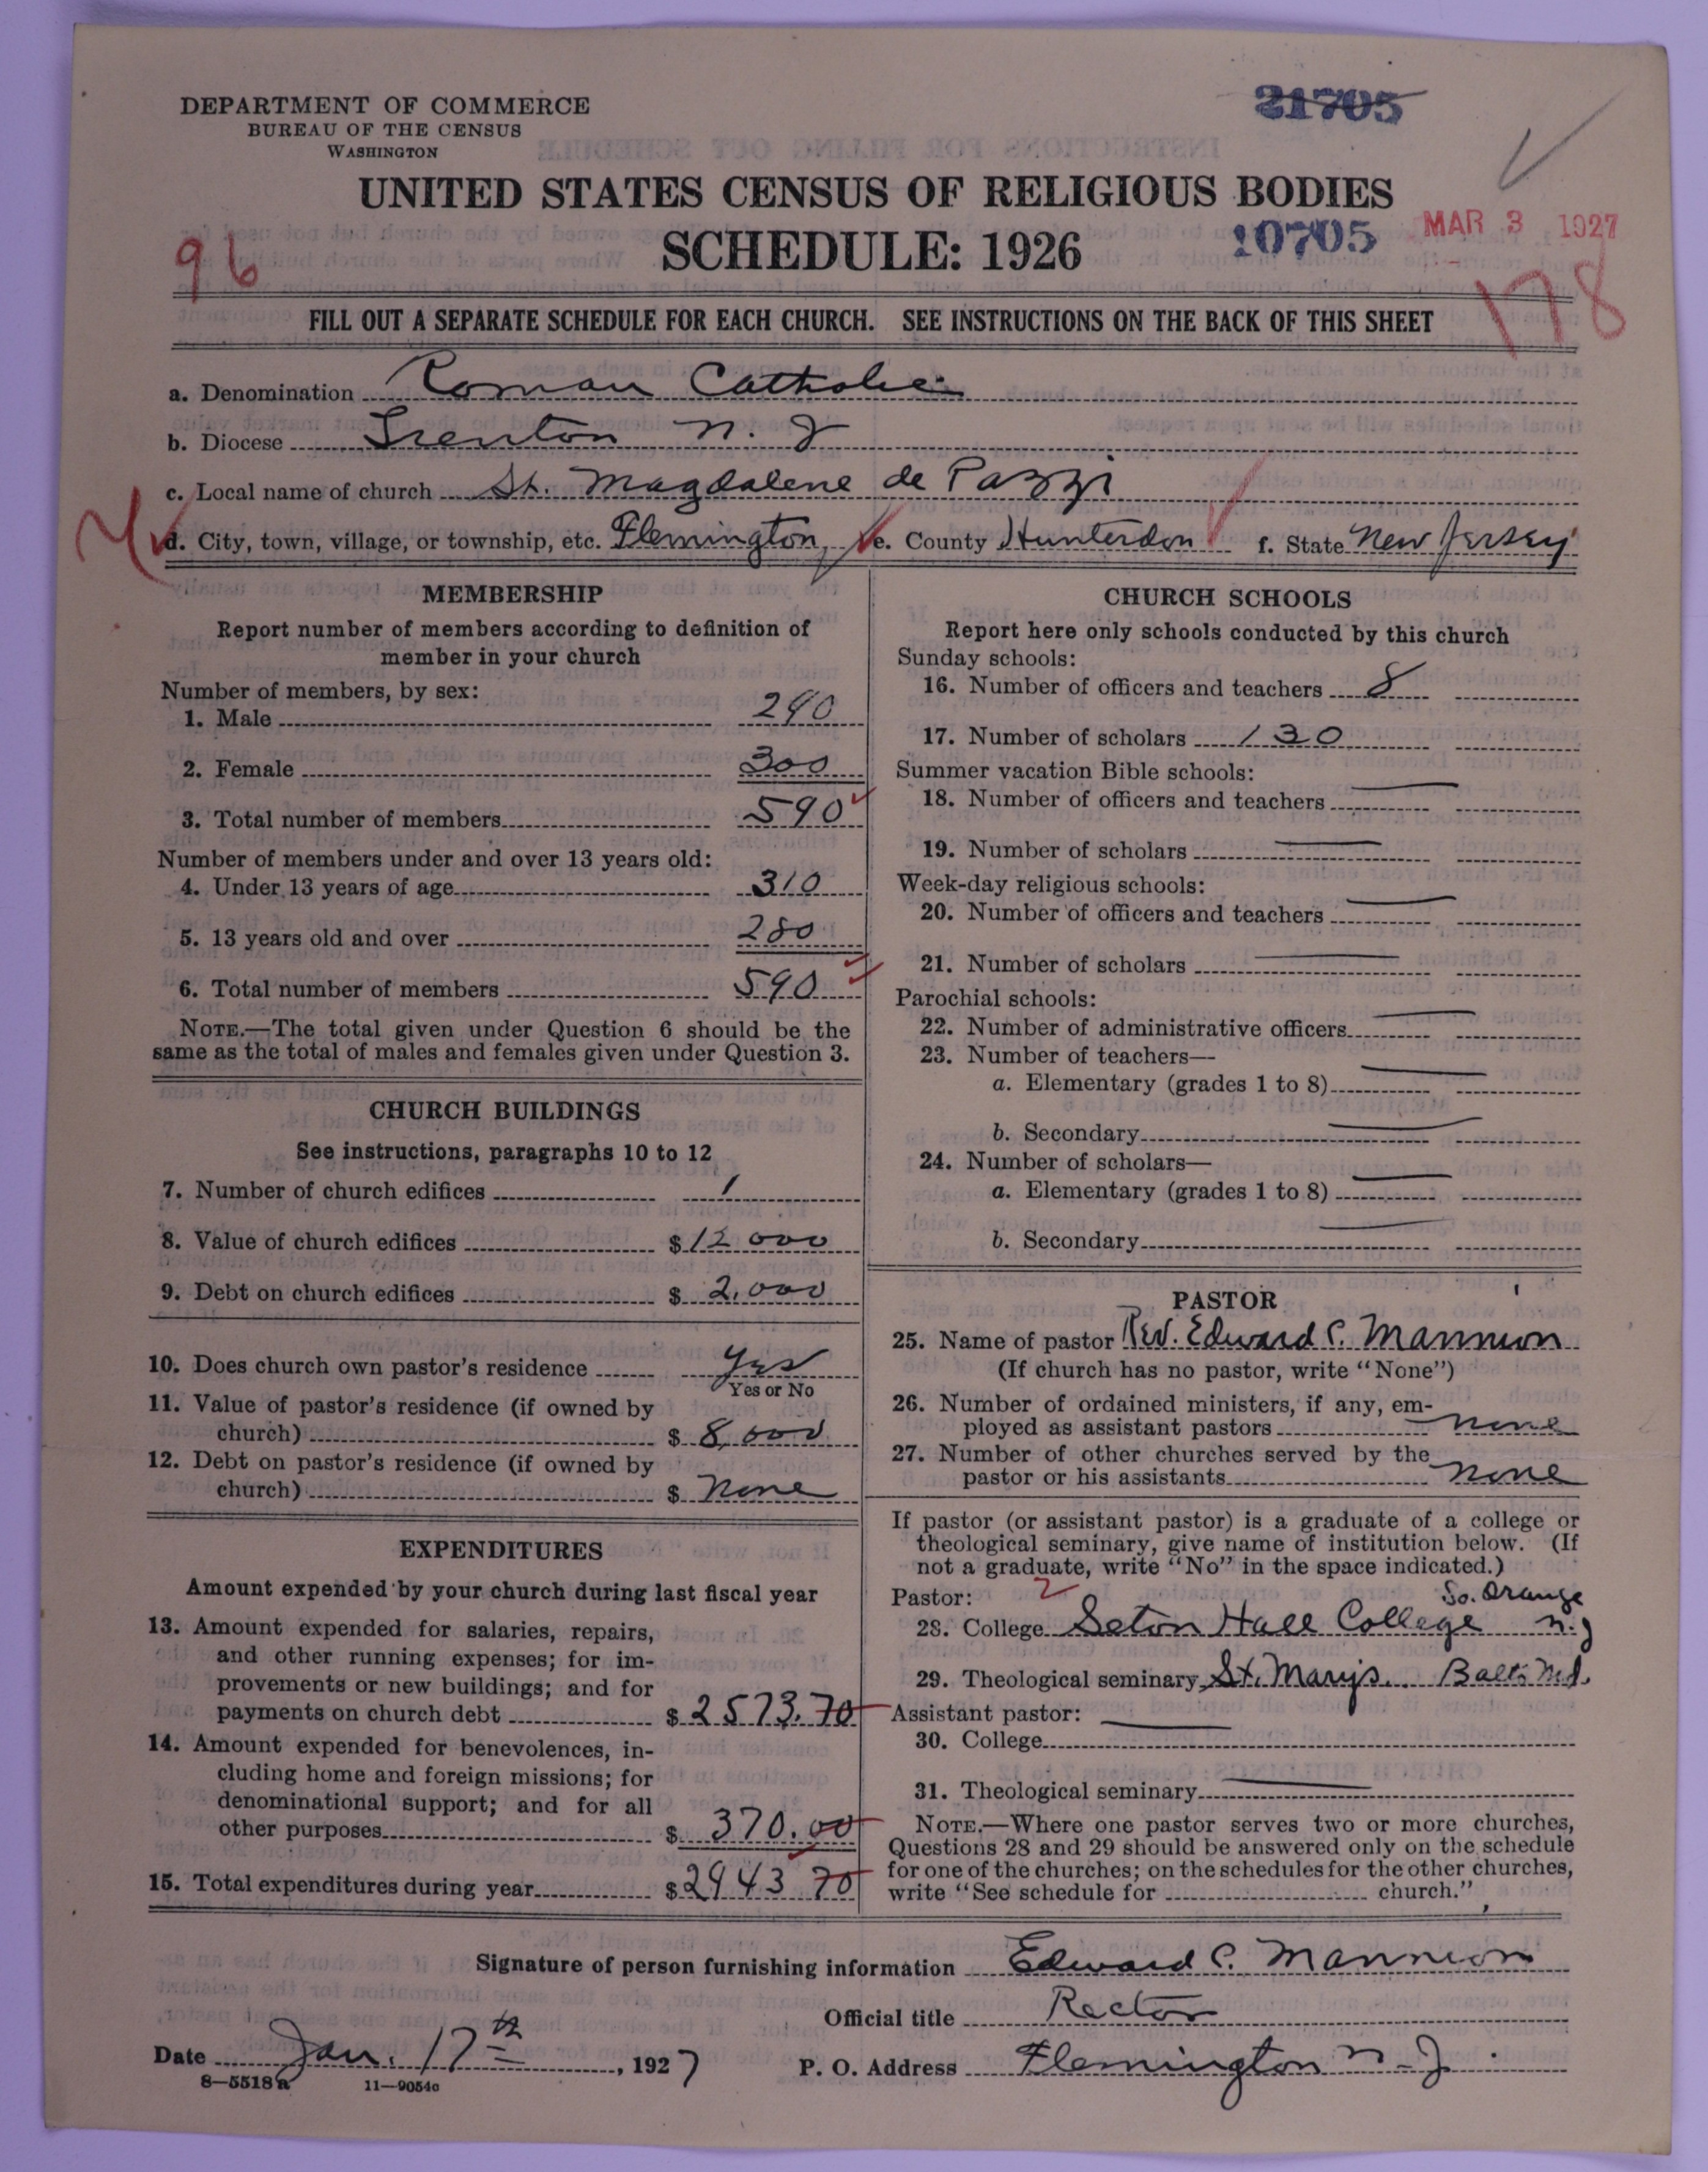 DEPARTMENT OF COMMERCE
BUREAU OF THE CENSUS
WASHINGTON
21705
UNITED STATES CENSUS OF RELIGIOUS BODIES
SCHEDULE: 1926
10705
MAR 3 1927
96
178
FILL OUT A SEPARATE SCHEDULE FOR EACH CHURCH. SEE INSTRUCTIONS ON THE BACK OF THIS SHEET
a. Denomination Roman Catholic
b. Diocese Trenton N. J
c. Local name of church St. Magdalene de Pazzi
d. City, town, village, or township, etc. Flemington, e. County Hunterdon f. State New Jersey
MEMBERSHIP
Report number of members according to definition of
member in your church
Number of members, by sex:
1. Male 290
2. Female 300
3. Total number of members 590
Number of members under and over 13 years old:
4. Under 13 years of age 310
5. 13 years old and over 280
6. Total number of members 590
NOTE.—The total given under Question 6 should be the
same as the total of males and females given under Question 3.
CHURCH BUILDINGS
See instructions, paragraphs 10 to 12
7. Number of church edifices 1
8. Value of church edifices $ 12 000
9. Debt on church edifices $ 2,000
10. Does church own pastor's residence Yes
Yes or No
11. Value of pastor's residence (if owned by
church) $ 8,000
12. Debt on pastor's residence (if owned by
church) $ None
EXPENDITURES
Amount expended by your church during last fiscal year
13. Amount expended for salaries, repairs,
and other running expenses; for im-
provements or new buildings; and for
payments on church debt $ 2573.70
14. Amount expended for benevolences, in-
cluding home and foreign missions; for
denominational support; and for all
other purposes $ 370.00
15. Total expenditures during year $ 2943 70
CHURCH SCHOOLS
Report here only schools conducted by this church
Sunday schools:
16. Number of officers and teachers 8
17. Number of scholars 130
Summer vacation Bible schools:
18. Number of officers and teachers
19. Number of scholars
Week-day religious schools:
20. Number of officers and teachers
21. Number of scholars
Parochial schools:
22. Number of administrative officers
23. Number of teachers—
a. Elementary (grades 1 to 8)
b. Secondary
24. Number of scholars—
a. Elementary (grades 1 to 8)
b. Secondary
PASTOR
25. Name of pastor Rev. Edward C. Mannion
(If church has no pastor, write "None")
26. Number of ordained ministers, if any, em-
ployed as assistant pastors none
27. Number of other churches served by the
pastor or his assistants none
If pastor (or assistant pastor) is a graduate of a college or
theological seminary, give name of institution below. (If
not a graduate, write "No" in the space indicated.)
Pastor:
So. Orange
28. College Seton Hall College N.J
29. Theological seminary St. Marys Balto Md.
Assistant pastor:
30. College
31. Theological seminary
NOTE.—Where one pastor serves two or more churches,
Questions 28 and 29 should be answered only on the schedule
for one of the churches; on the schedules for the other churches,
write "See schedule for church."
Signature of person furnishing information Edward C. Mannion
Official title Rector
Date Jan. 17th, 1927 P. O. Address Flemington N. J.
8—5518 a 11—9054c